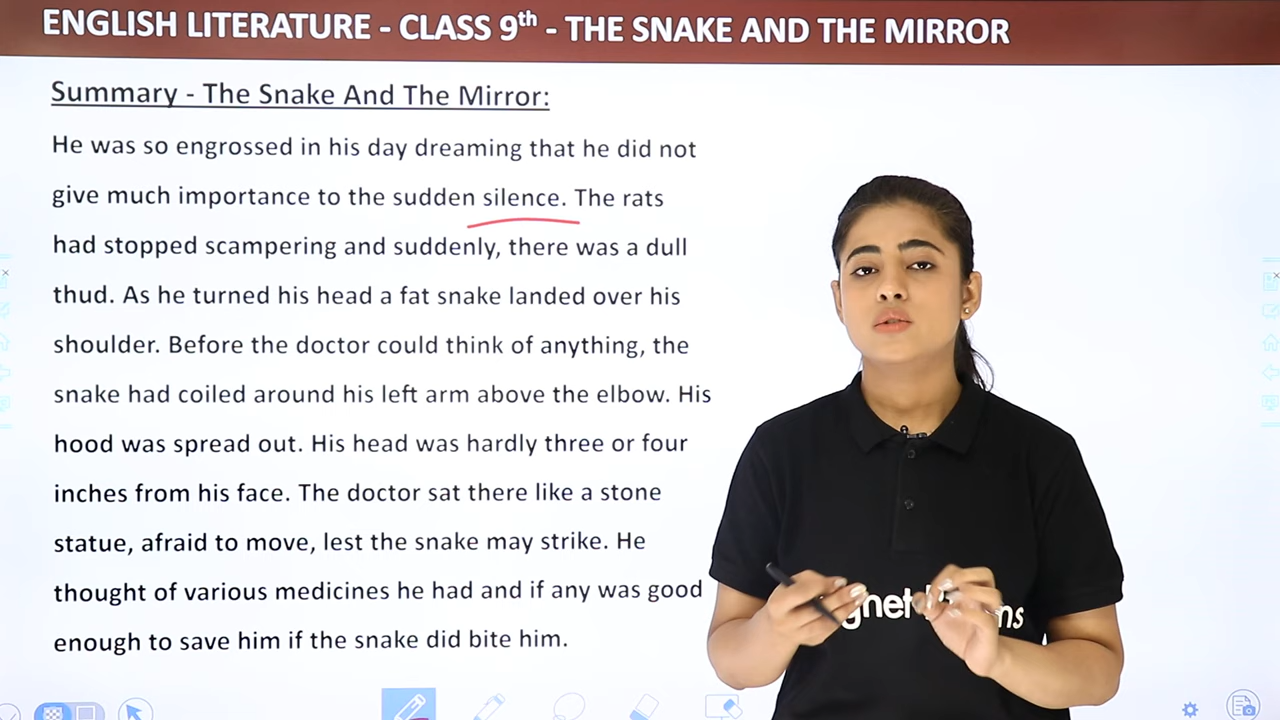 ENGLISH LITERATURE - CLASS 9th - THE SNAKE AND THE MIRROR
Summary - The Snake And The Mirror:
He was so engrossed in his day dreaming that he did not
give much importance to the sudden silence. The rats
had stopped scampering and suddenly, there was a dull
thud. As he turned his head a fat snake landed over his
shoulder. Before the doctor could think of anything, the
snake had coiled around his left arm above the elbow. His
hood was spread out. His head was hardly three or four
inches from his face. The doctor sat there like a stone
statue, afraid to move, lest the snake may strike. He
thought of various medicines he had and if any was good
enough to save him if the snake did bite him.